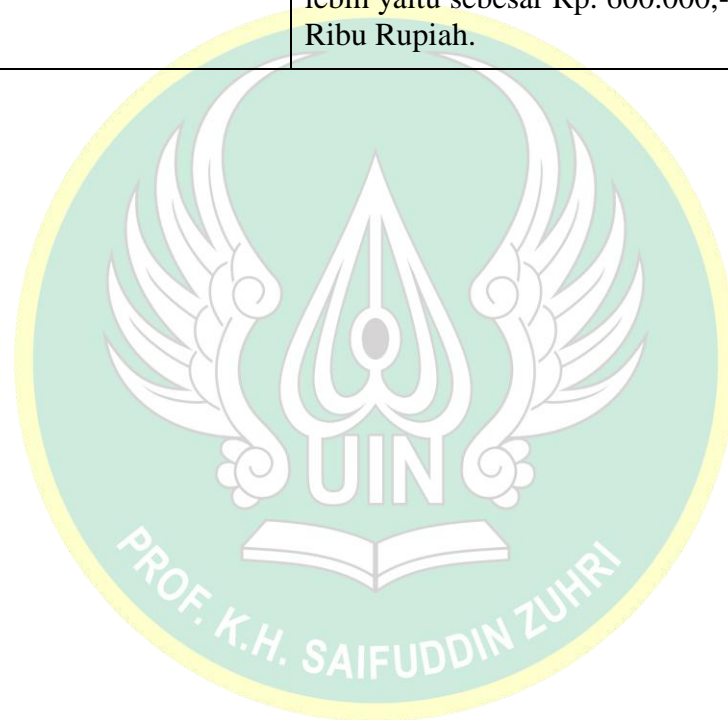 lebih yaitu sebesar Rp. 600.000,-
Ribu Rupiah.
UIN
PROF. K.H. SAIFUDDIN ZUHRI